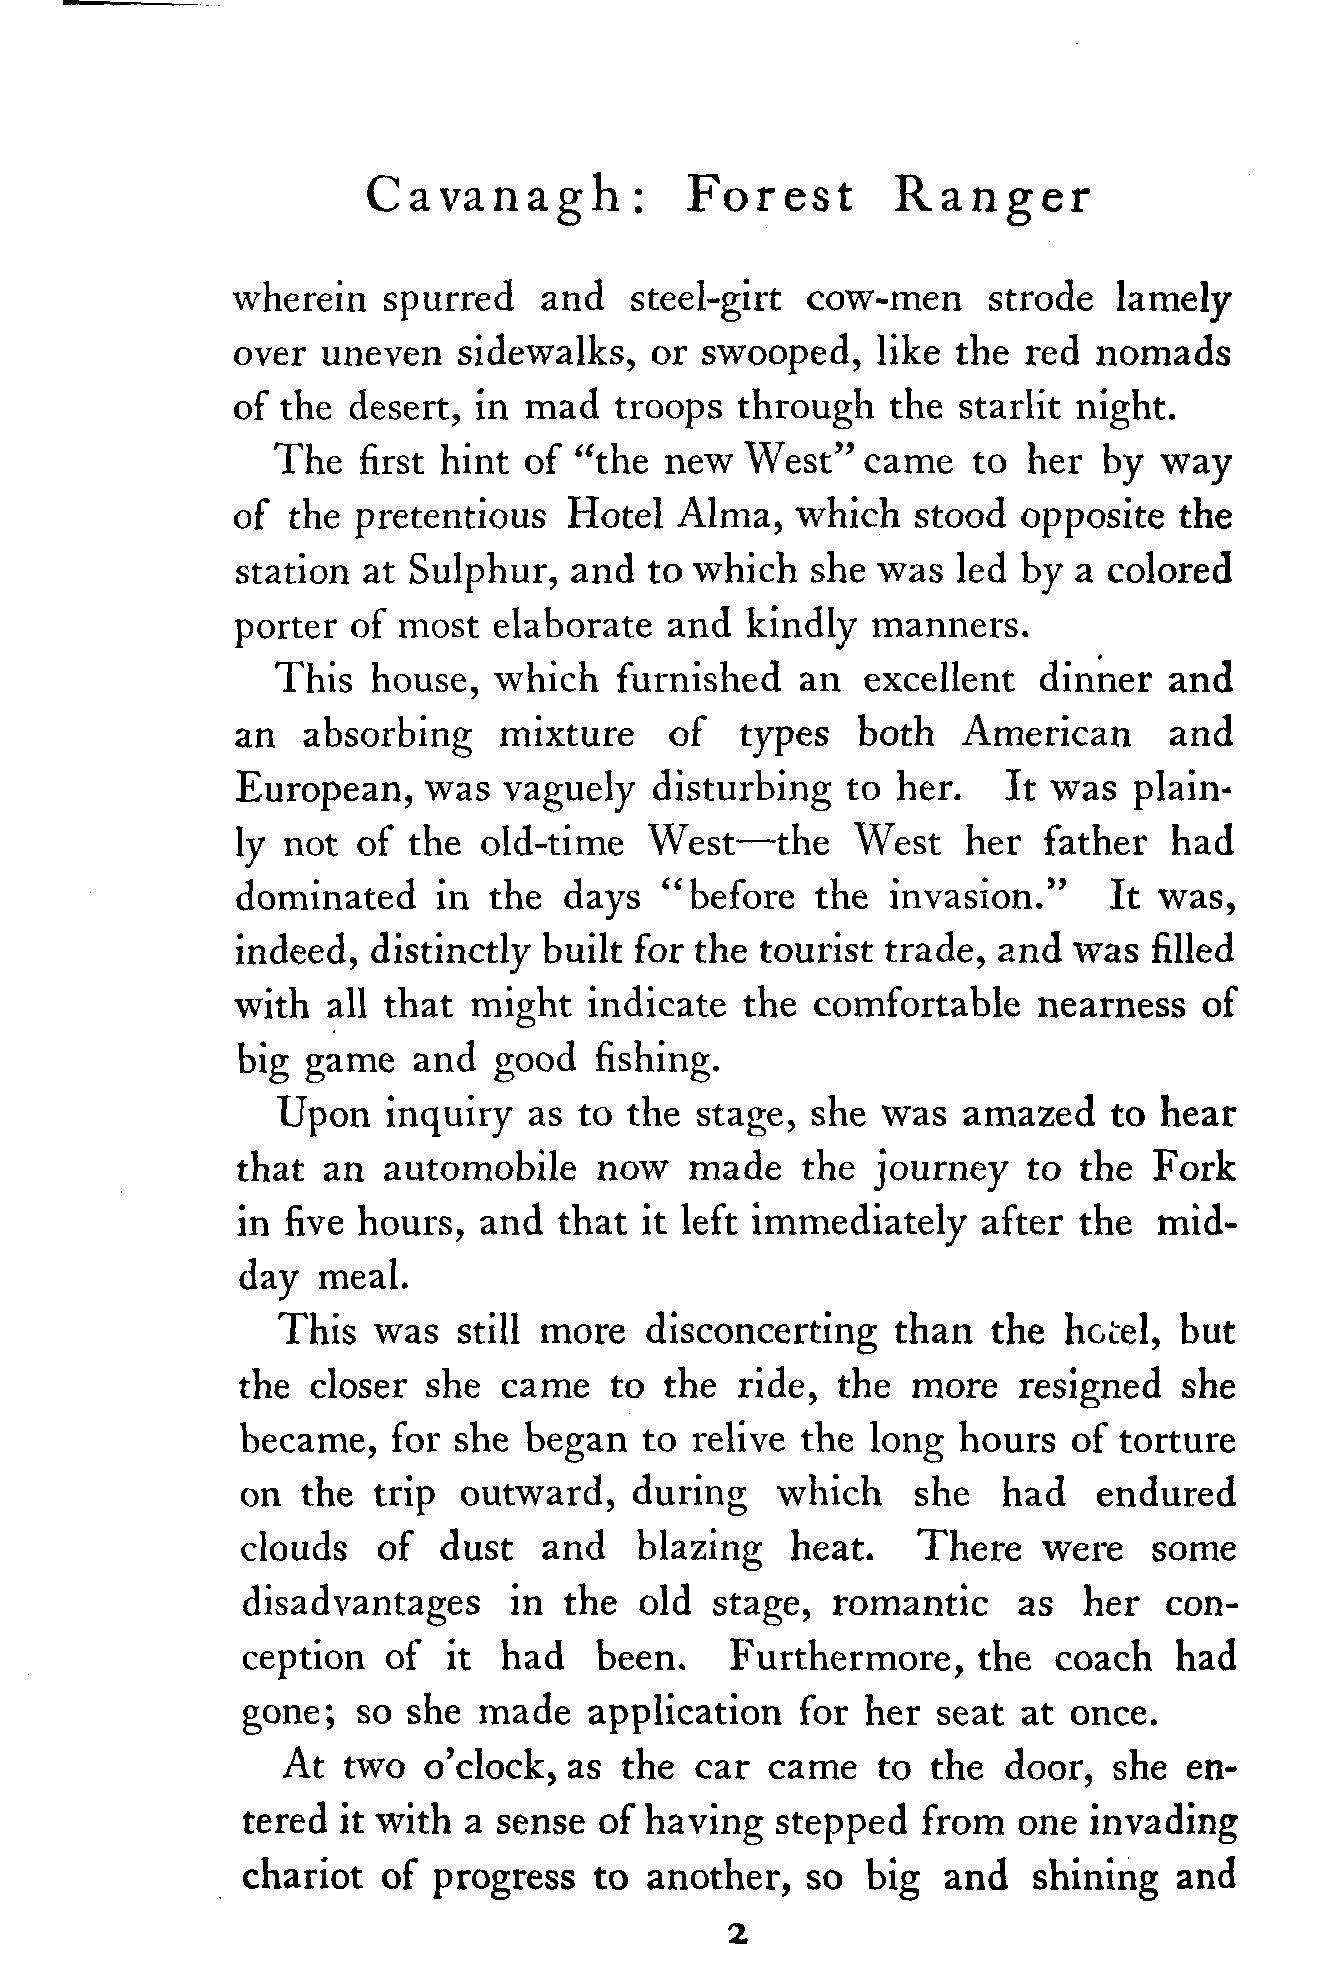 Cavanagh: Forest Ranger
wherein spurred and steel-girt cow-men strode lamely
over uneven sidewalks, or swooped, like the red nomads
of the desert, in mad troops through the starlit night.
The first hint of "the new West" came to her by way
of the pretentious Hotel Alma, which stood opposite the
station at Sulphur, and to which she was led by a colored
porter of most elaborate and kindly manners.
This house, which furnished an excellent dinner and
an absorbing mixture of types both American and
European, was vaguely disturbing to her. It was plain-
ly not of the old-time West—the West her father had
dominated in the days "before the invasion." It was,
indeed, distinctly built for the tourist trade, and was filled
with all that might indicate the comfortable nearness of
big game and good fishing.
Upon inquiry as to the stage, she was amazed to hear
that an automobile now made the journey to the Fork
in five hours, and that it left immediately after the mid-
day meal.
This was still more disconcerting than the hotel, but
the closer she came to the ride, the more resigned she
became, for she began to relive the long hours of torture
on the trip outward, during which she had endured
clouds of dust and blazing heat. There were some
disadvantages in the old stage, romantic as her con-
ception of it had been. Furthermore, the coach had
gone; so she made application for her seat at once.
At two o'clock, as the car came to the door, she en-
tered it with a sense of having stepped from one invading
chariot of progress to another, so big and shining and
2